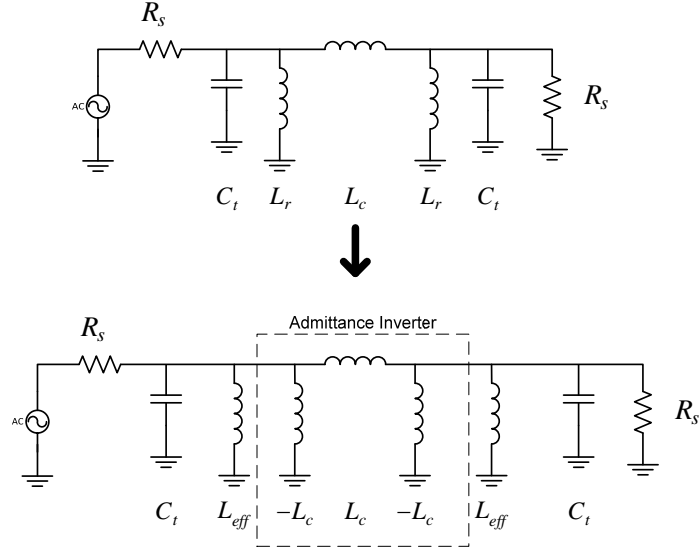 R_s
AC
R_s
C_t L_r L_c L_r C_t
Admittance Inverter
R_s
AC
R_s
C_t L_eff −L_c L_c −L_c L_eff C_t